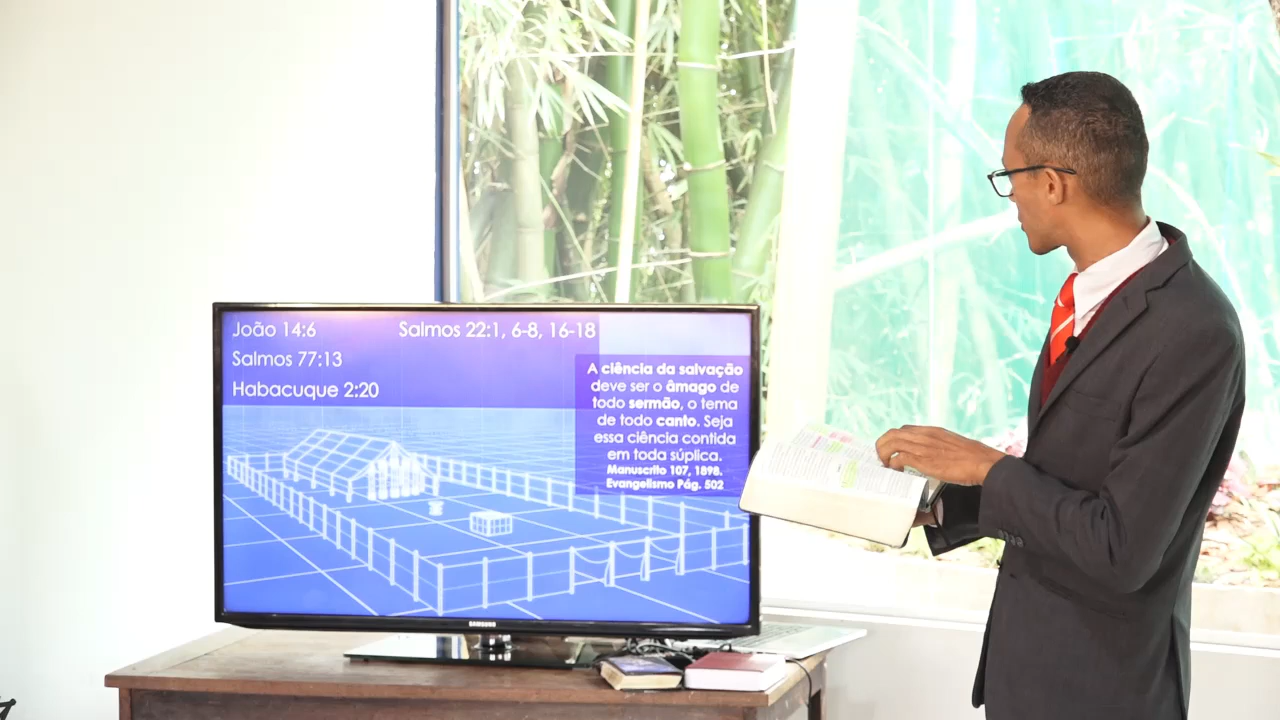 João 14:6
Salmos 22:1, 6-8, 16-18
Salmos 77:13
Habacuque 2:20
A ciência da salvação
deve ser o âmago de
todo sermão, o tema
de todo canto. Seja
essa ciência contida
em toda súplica.
Manuscrito 107, 1898.
Evangelismo Pág. 502
SAMSUNG